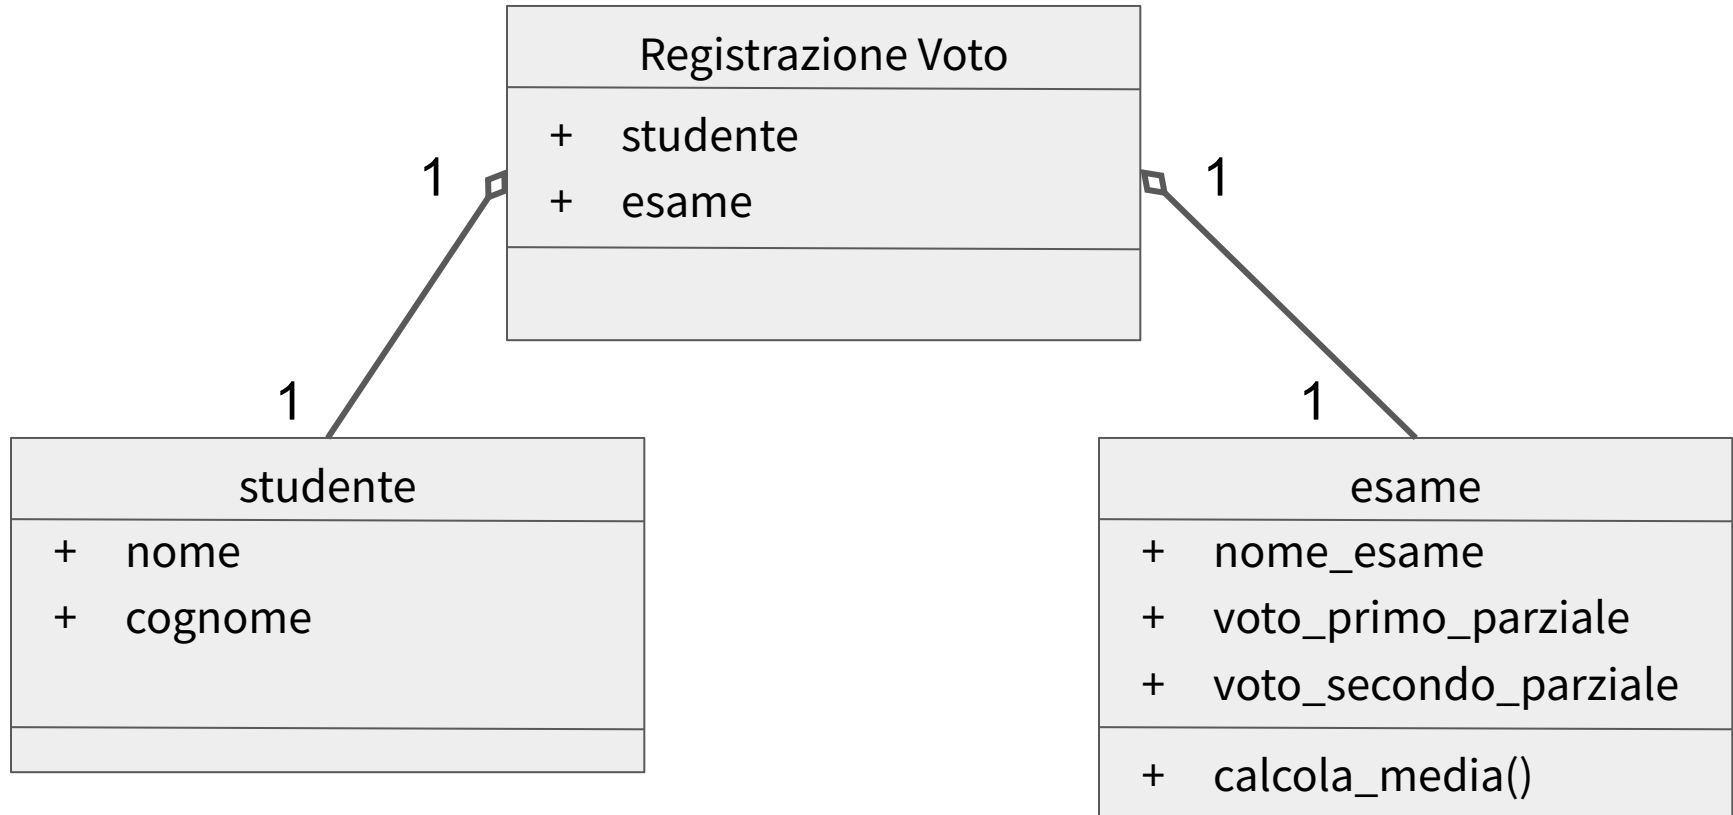 Registrazione Voto
+ studente
+ esame
1
1
1
1
studente
+ nome
+ cognome
esame
+ nome_esame
+ voto_primo_parziale
+ voto_secondo_parziale
+ calcola_media()